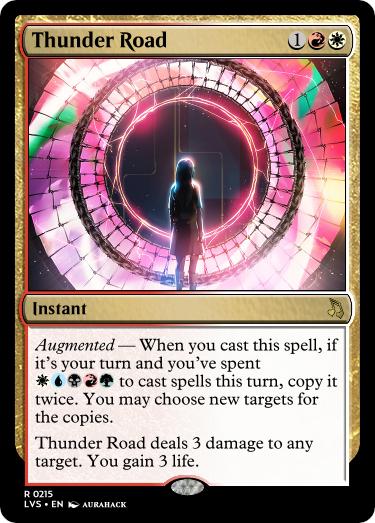 Thunder Road 1
Instant
Augmented — When you cast this spell, if
it's your turn and you've spent
to cast spells this turn, copy it
twice. You may choose new targets for
the copies.
Thunder Road deals 3 damage to any
target. You gain 3 life.
R 0215
LVS • EN AURAHACK